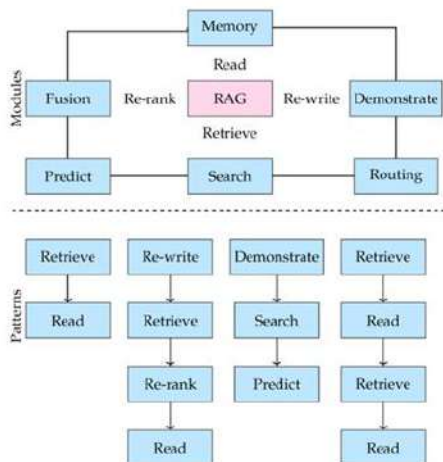 Modules
Memory
Read
Fusion Re-rank RAG Re-write Demonstrate
Retrieve
Predict Search Routing
Patterns
Retrieve Re-write Demonstrate Retrieve
Read Retrieve Search Read
Re-rank Predict Retrieve
Read Read